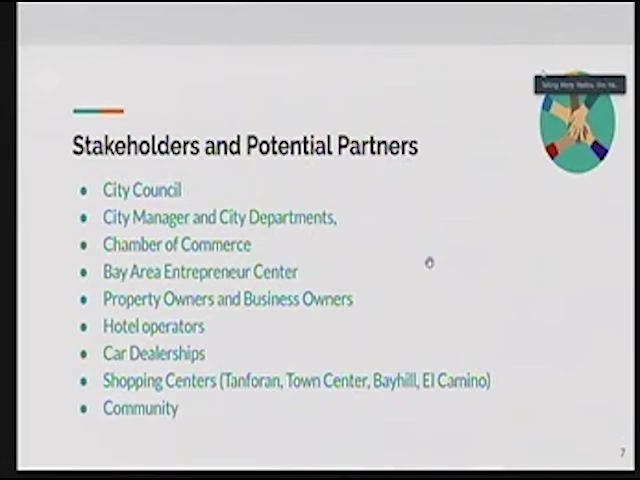 Stakeholders and Potential Partners
City Council
City Manager and City Departments,
Chamber of Commerce
Bay Area Entrepreneur Center
Property Owners and Business Owners
Hotel operators
Car Dealerships
Shopping Centers (Tanforan, Town Center, Bayhill, El Camino)
Community
7